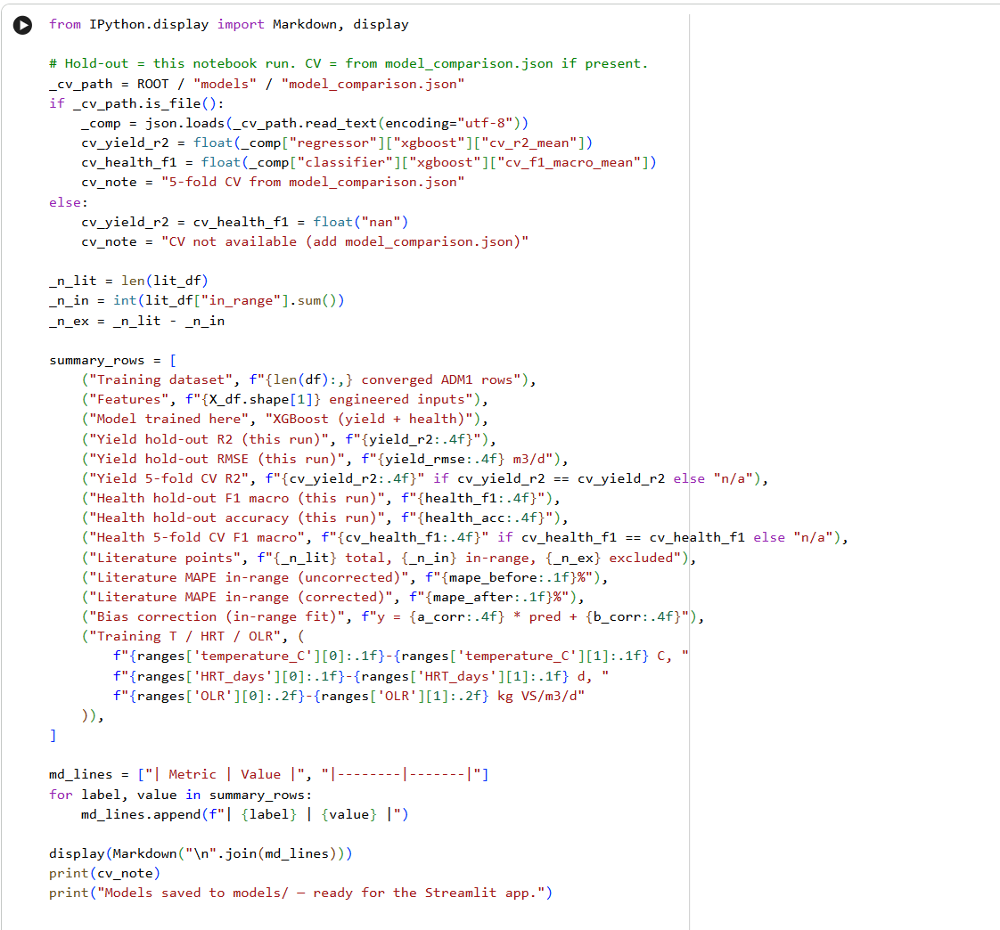 from IPython.display import Markdown, display
# Hold-out = this notebook run. CV = from model_comparison.json if present.
_cv_path = ROOT / "models" / "model_comparison.json"
if _cv_path.is_file():
    _comp = json.loads(_cv_path.read_text(encoding="utf-8"))
    cv_yield_r2 = float(_comp["regressor"]["xgboost"]["cv_r2_mean"])
    cv_health_f1 = float(_comp["classifier"]["xgboost"]["cv_f1_macro_mean"])
    cv_note = "5-fold CV from model_comparison.json"
else:
    cv_yield_r2 = cv_health_f1 = float("nan")
    cv_note = "CV not available (add model_comparison.json)"
_n_lit = len(lit_df)
_n_in = int(lit_df["in_range"].sum())
_n_ex = _n_lit - _n_in
summary_rows = [
    ("Training dataset", f"{len(df):,} converged ADM1 rows"),
    ("Features", f"{X_df.shape[1]} engineered inputs"),
    ("Model trained here", "XGBoost (yield + health)"),
    ("Yield hold-out R2 (this run)", f"{yield_r2:.4f}"),
    ("Yield hold-out RMSE (this run)", f"{yield_rmse:.4f} m3/d"),
    ("Yield 5-fold CV R2", f"{cv_yield_r2:.4f}" if cv_yield_r2 == cv_yield_r2 else "n/a"),
    ("Health hold-out F1 macro (this run)", f"{health_f1:.4f}"),
    ("Health hold-out accuracy (this run)", f"{health_acc:.4f}"),
    ("Health 5-fold CV F1 macro", f"{cv_health_f1:.4f}" if cv_health_f1 == cv_health_f1 else "n/a"),
    ("Literature points", f"{_n_lit} total, {_n_in} in-range, {_n_ex} excluded"),
    ("Literature MAPE in-range (uncorrected)", f"{mape_before:.1f}%"),
    ("Literature MAPE in-range (corrected)", f"{mape_after:.1f}%"),
    ("Bias correction (in-range fit)", f"y = {a_corr:.4f} * pred + {b_corr:.4f}"),
    ("Training T / HRT / OLR", (
        f"{ranges['temperature_C'][0]:.1f}-{ranges['temperature_C'][1]:.1f} C, "
        f"{ranges['HRT_days'][0]:.1f}-{ranges['HRT_days'][1]:.1f} d, "
        f"{ranges['OLR'][0]:.2f}-{ranges['OLR'][1]:.2f} kg VS/m3/d"
    )),
]
md_lines = ["| Metric | Value |", "|--------|-------|"]
for label, value in summary_rows:
    md_lines.append(f"| {label} | {value} |")
display(Markdown("\n".join(md_lines)))
print(cv_note)
print("Models saved to models/ — ready for the Streamlit app.")